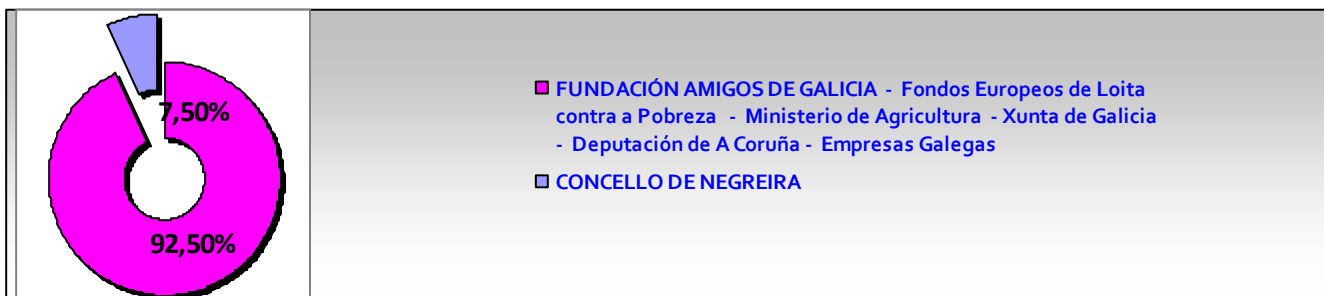 7,50%
92,50%
FUNDACIÓN AMIGOS DE GALICIA - Fondos Europeos de Loita
contra a Pobreza - Ministerio de Agricultura - Xunta de Galicia
- Deputación de A Coruña - Empresas Galegas
CONCELLO DE NEGREIRA